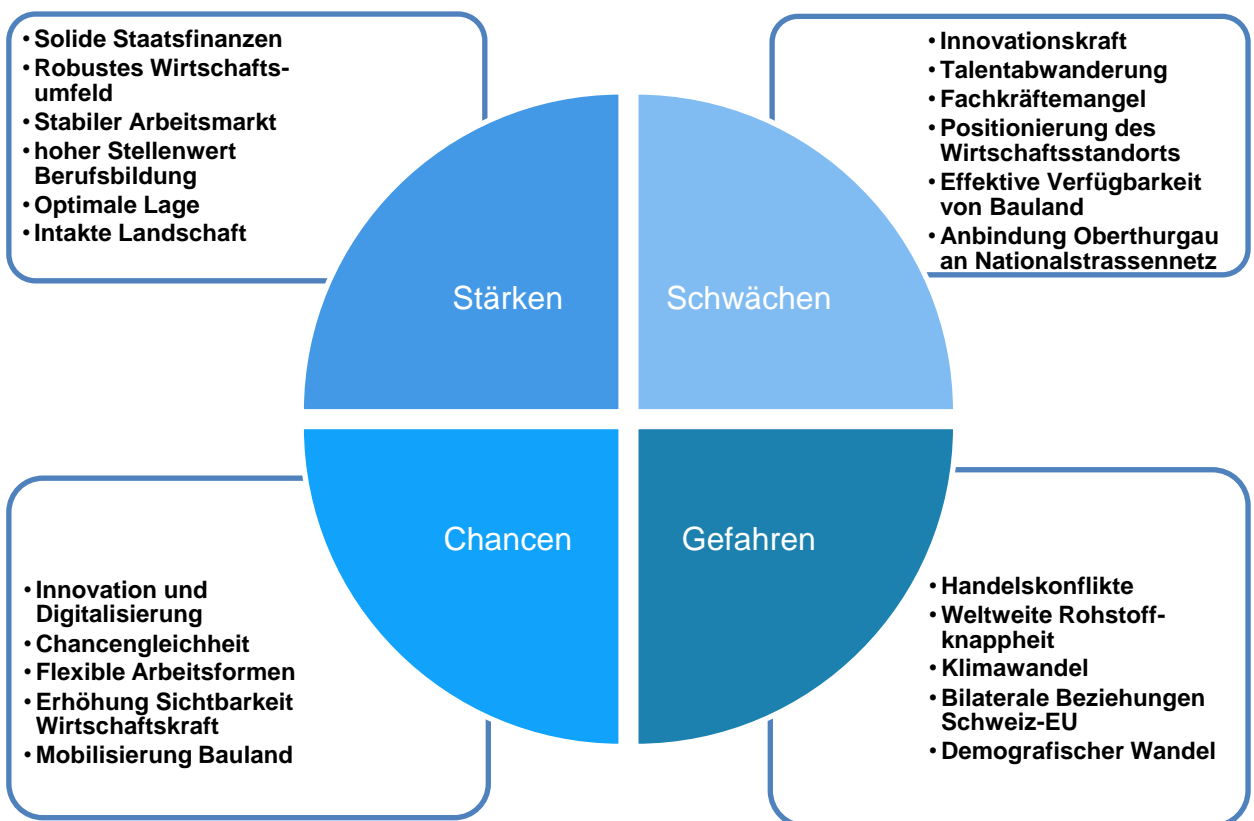 • Solide Staatsfinanzen
• Robustes Wirtschafts-
umfeld
• Stabiler Arbeitsmarkt
• hoher Stellenwert
Berufsbildung
• Optimale Lage
• Intakte Landschaft
• Innovationskraft
• Talentabwanderung
• Fachkräftemangel
• Positionierung des
Wirtschaftsstandorts
• Effektive Verfügbarkeit
von Bauland
• Anbindung Oberthurgau
an Nationalstrassennetz
Stärken
Schwächen
Chancen
Gefahren
• Innovation und
Digitalisierung
• Chancengleichheit
• Flexible Arbeitsformen
• Erhöhung Sichtbarkeit
Wirtschaftskraft
• Mobilisierung Bauland
• Handelskonflikte
• Weltweite Rohstoff-
knappheit
• Klimawandel
• Bilaterale Beziehungen
Schweiz-EU
• Demografischer Wandel